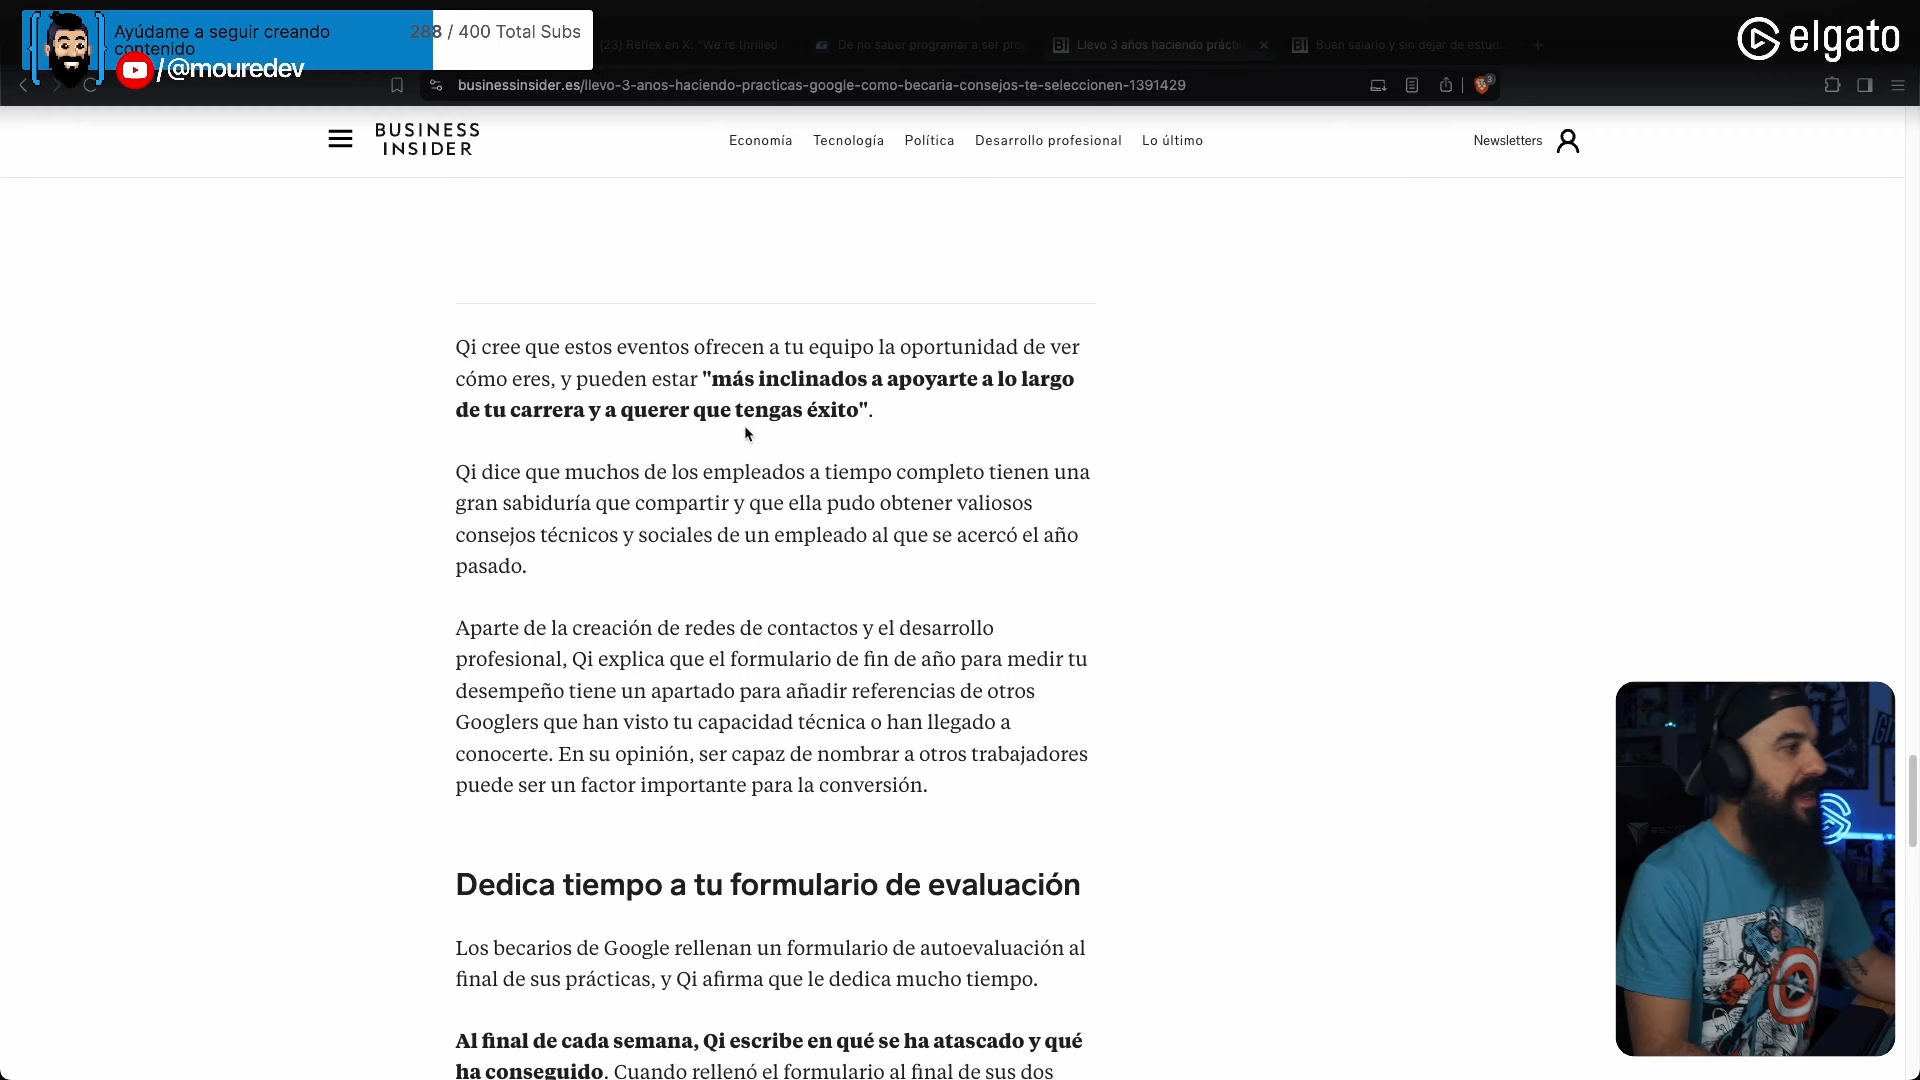 Ayúdame a seguir creando
contenido
288 / 400 Total Subs
/@mouredev
(23) Reflex en X: "We're thrilled
De no saber programar a ser pro
Llevo 3 años haciendo práct
Buen salario y sin dejar de estu
elgato
businessinsider.es/llevo-3-anos-haciendo-practicas-google-como-becaria-consejos-te-seleccionen-1391429
3
BUSINESS
INSIDER
Economía Tecnología Política Desarrollo profesional Lo último
Newsletters
Qi cree que estos eventos ofrecen a tu equipo la oportunidad de ver
cómo eres, y pueden estar "más inclinados a apoyarte a lo largo
de tu carrera y a querer que tengas éxito".
Qi dice que muchos de los empleados a tiempo completo tienen una
gran sabiduría que compartir y que ella pudo obtener valiosos
consejos técnicos y sociales de un empleado al que se acercó el año
pasado.
Aparte de la creación de redes de contactos y el desarrollo
profesional, Qi explica que el formulario de fin de año para medir tu
desempeño tiene un apartado para añadir referencias de otros
Googlers que han visto tu capacidad técnica o han llegado a
conocerte. En su opinión, ser capaz de nombrar a otros trabajadores
puede ser un factor importante para la conversión.
Dedica tiempo a tu formulario de evaluación
Los becarios de Google rellenan un formulario de autoevaluación al
final de sus prácticas, y Qi afirma que le dedica mucho tiempo.
Al final de cada semana, Qi escribe en qué se ha atascado y qué
ha conseguido. Cuando rellenó el formulario al final de sus dos